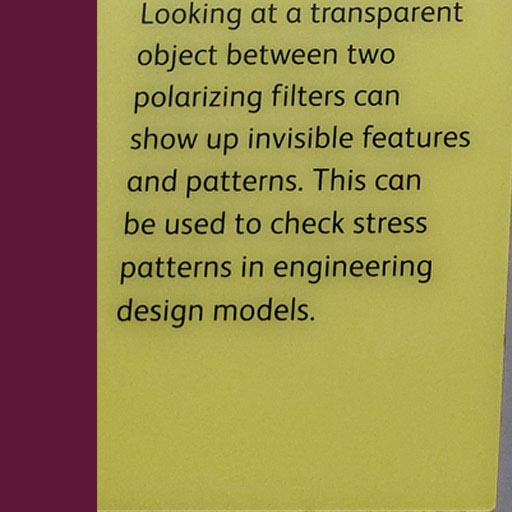 Looking at a transparent
object between two
polarizing filters can
show up invisible features
and patterns. This can
be used to check stress
patterns in engineering
design models.